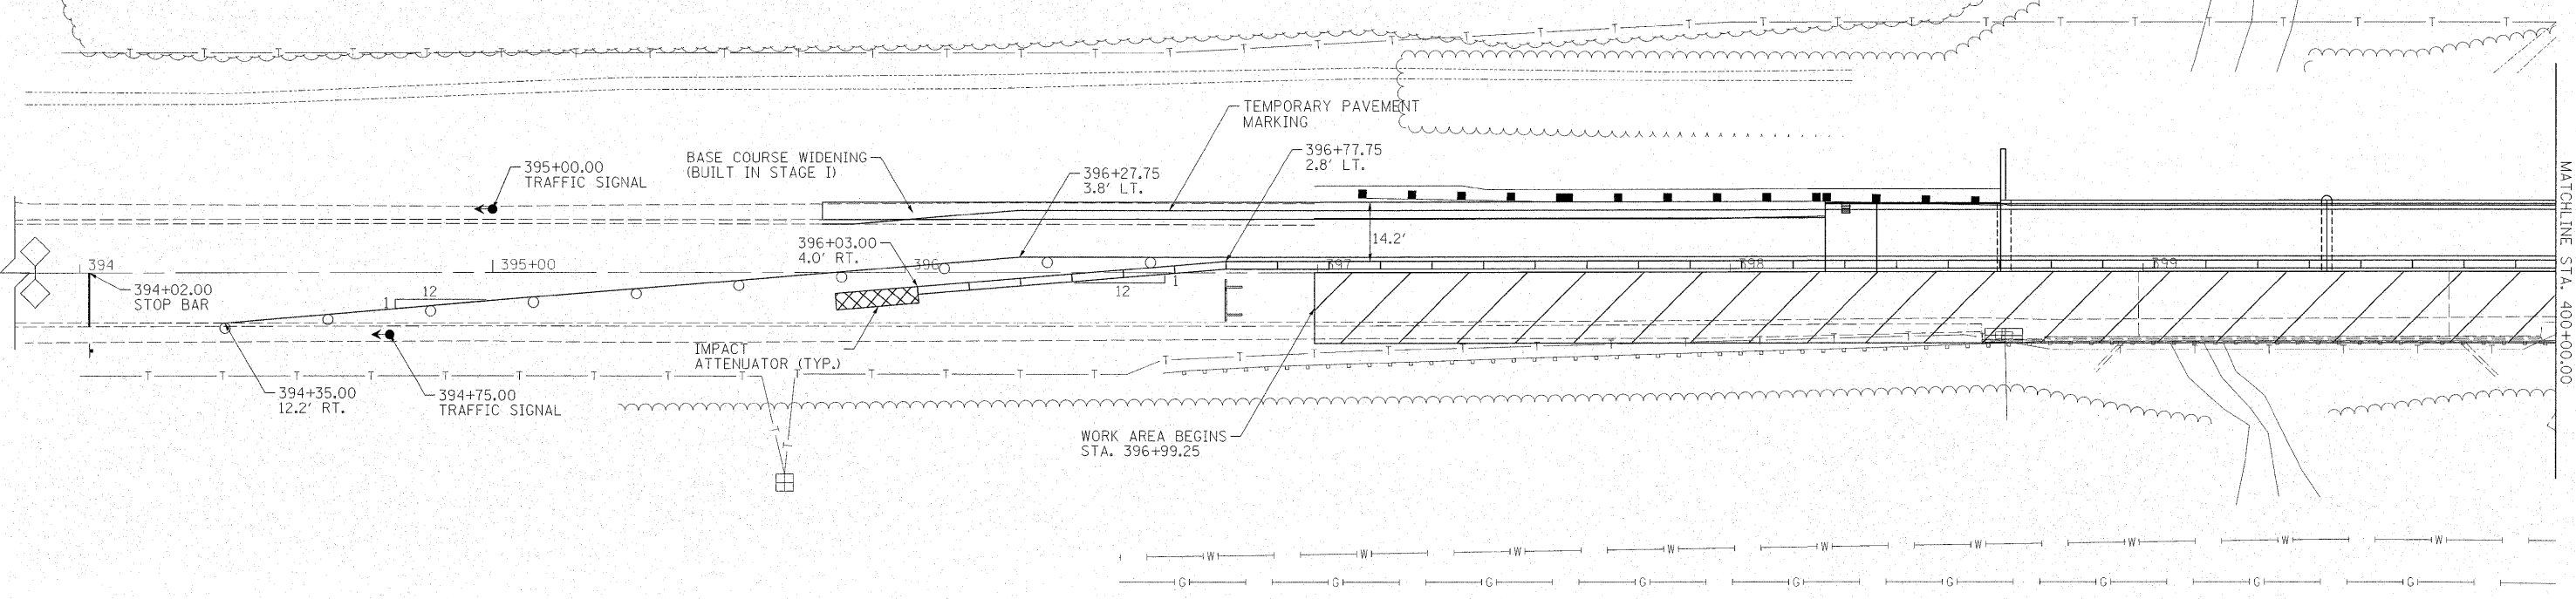 TEMPORARY PAVEMENT
MARKING
395+00.00
TRAFFIC SIGNAL
BASE COURSE WIDENING
(BUILT IN STAGE I)
396+27.75
3.8' LT.
396+77.75
2.8' LT.
14.2'
396+03.00
4.0' RT.
394
395+00
396
397
398
399
394+02.00
STOP BAR
1
12
12
1
IMPACT
ATTENUATOR (TYP.)
394+35.00
12.2' RT.
394+75.00
TRAFFIC SIGNAL
WORK AREA BEGINS
STA. 396+99.25
MATCHLINE STA. 400+00.00